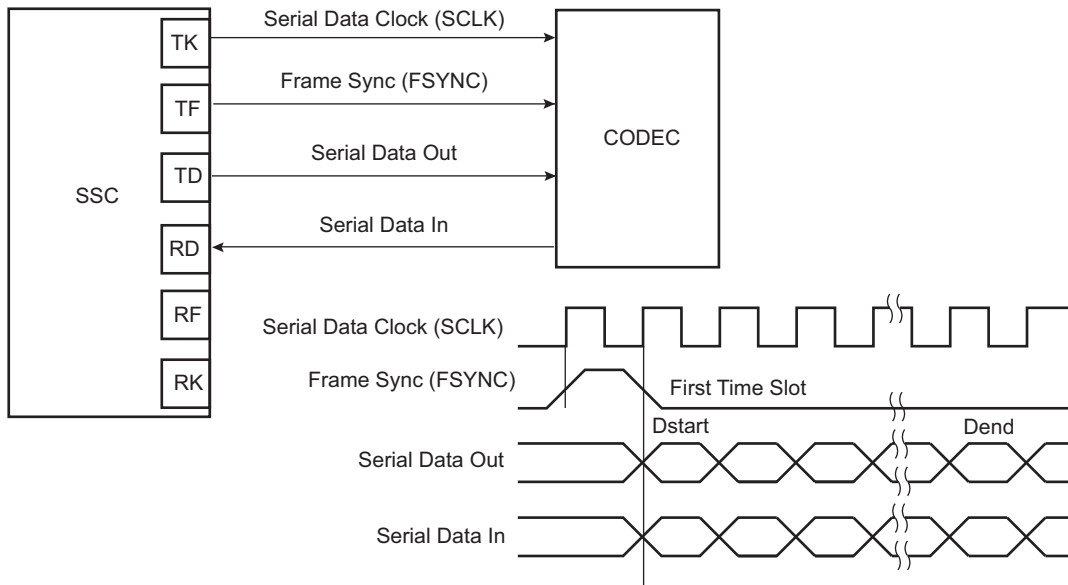 Serial Data Clock (SCLK)
TK
Frame Sync (FSYNC)
TF
CODEC
Serial Data Out
TD
SSC
Serial Data In
RD
RF
Serial Data Clock (SCLK)
RK
Frame Sync (FSYNC)
First Time Slot
Dstart
Dend
Serial Data Out
Serial Data In